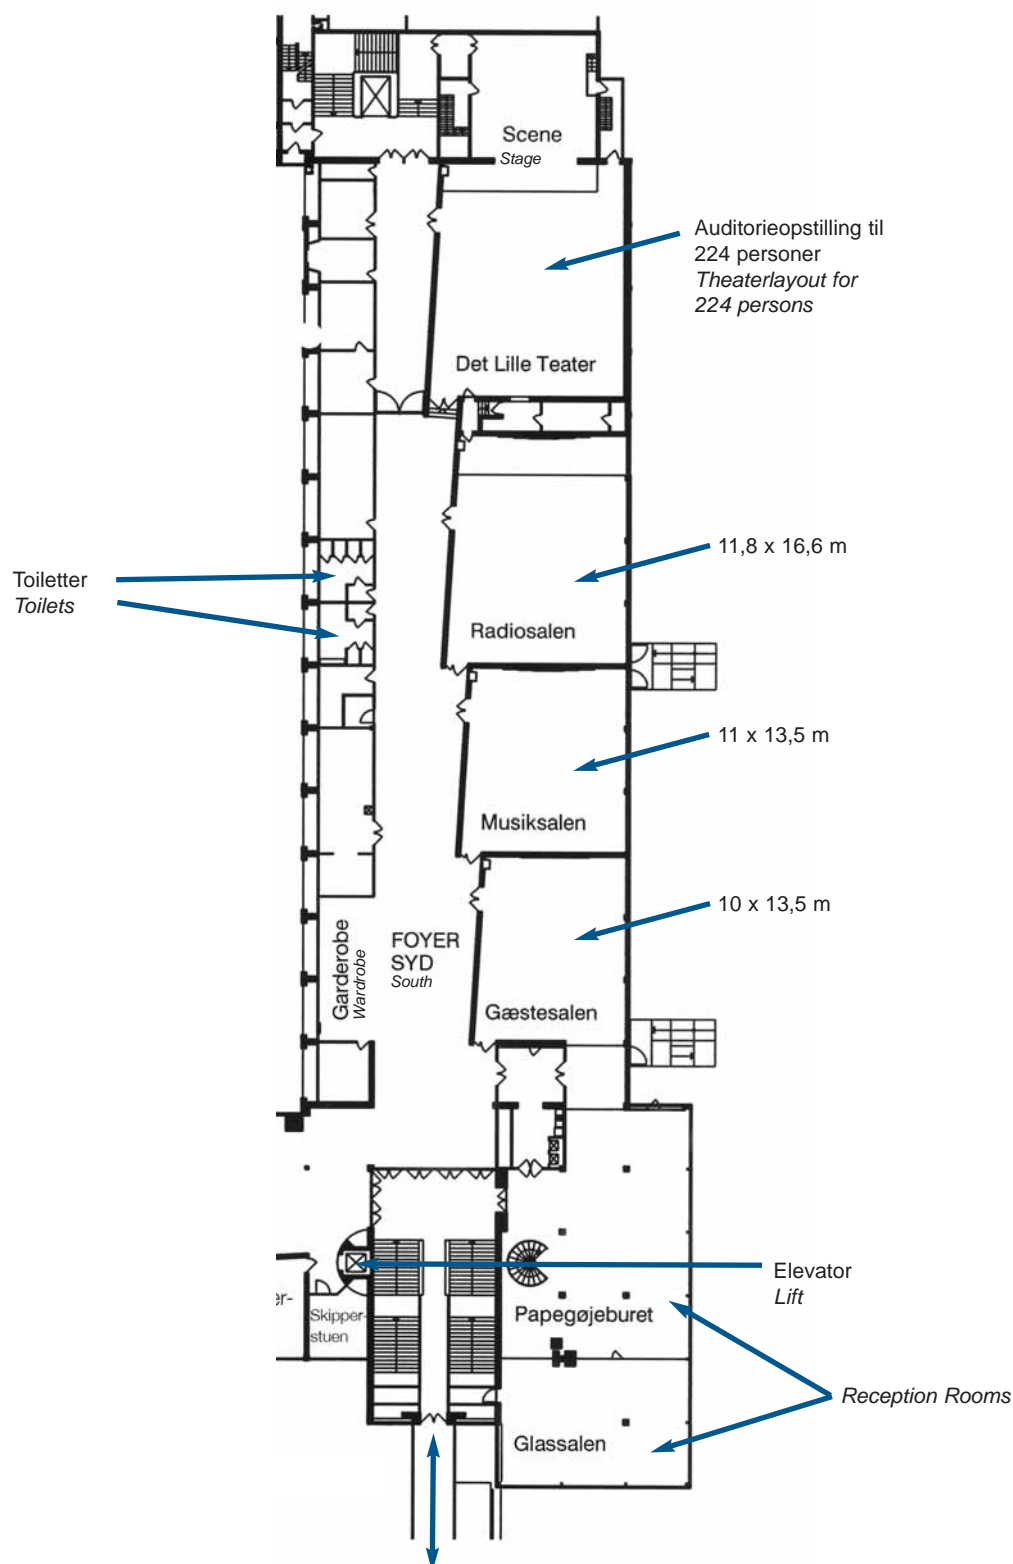 Scene
Stage
Auditorieopstilling til
224 personer
Theaterlayout for
224 persons
Det Lille Teater
11,8 x 16,6 m
Toiletter
Toilets
Radiosalen
11 x 13,5 m
Musiksalen
10 x 13,5 m
Garderobe
Wardrobe
FOYER
SYD
South
Gæstesalen
Elevator
Lift
er-
Skipper-
stuen
Papegøjeburet
Reception Rooms
Glassalen